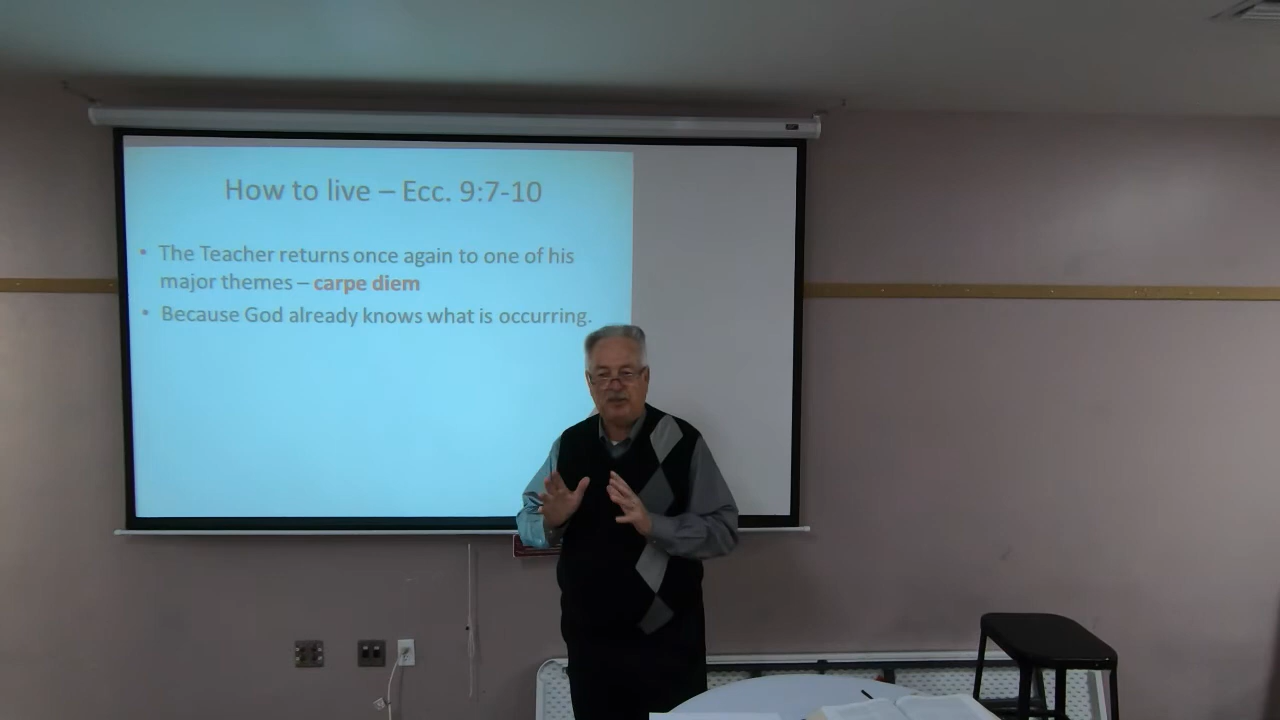 How to live – Ecc. 9:7-10
• The Teacher returns once again to one of his
major themes – carpe diem
• Because God already knows what is occurring.